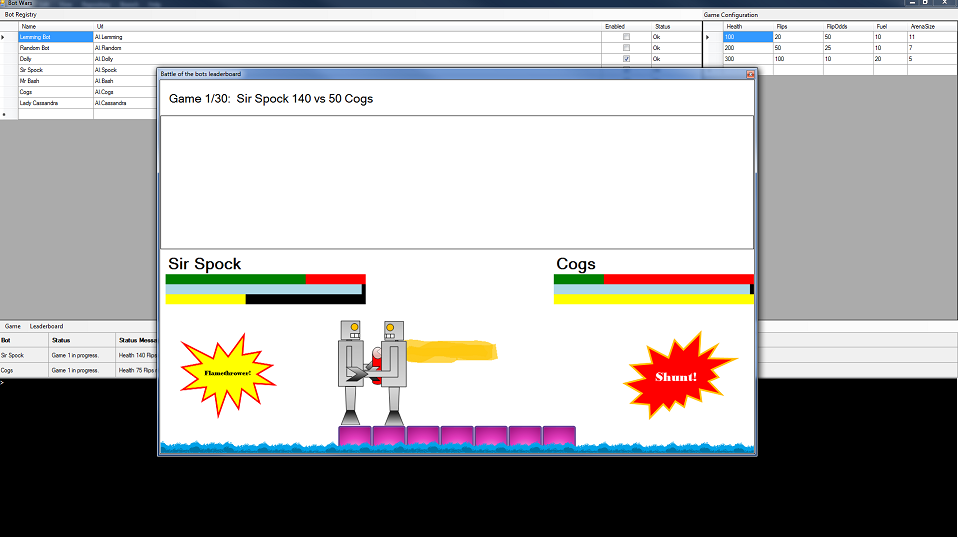 Bot Wars
Bot Registry
Game Configuration
Name Url Enabled Status
Lemming Bot AI.Lemming Ok
Random Bot AI.Random Ok
Dolly AI.Dolly Ok
Sir Spock AI.Spock
Mr Bash AI.Bash
Cogs AI.Cogs
Lady Cassandra AI.Cassandra
Health Flips FlipOdds Fuel ArenaSize
100 20 50 10 11
200 50 25 10 7
300 100 10 20 5
Battle of the bots leaderboard
Game 1/30: Sir Spock 140 vs 50 Cogs
Sir Spock
Cogs
Flamethrower!
Shunt!
Game Leaderboard
Bot Status Status Messa
Sir Spock Game 1 in progress. Health 140 Flips
Cogs Game 1 in progress. Health 75 Flips
>